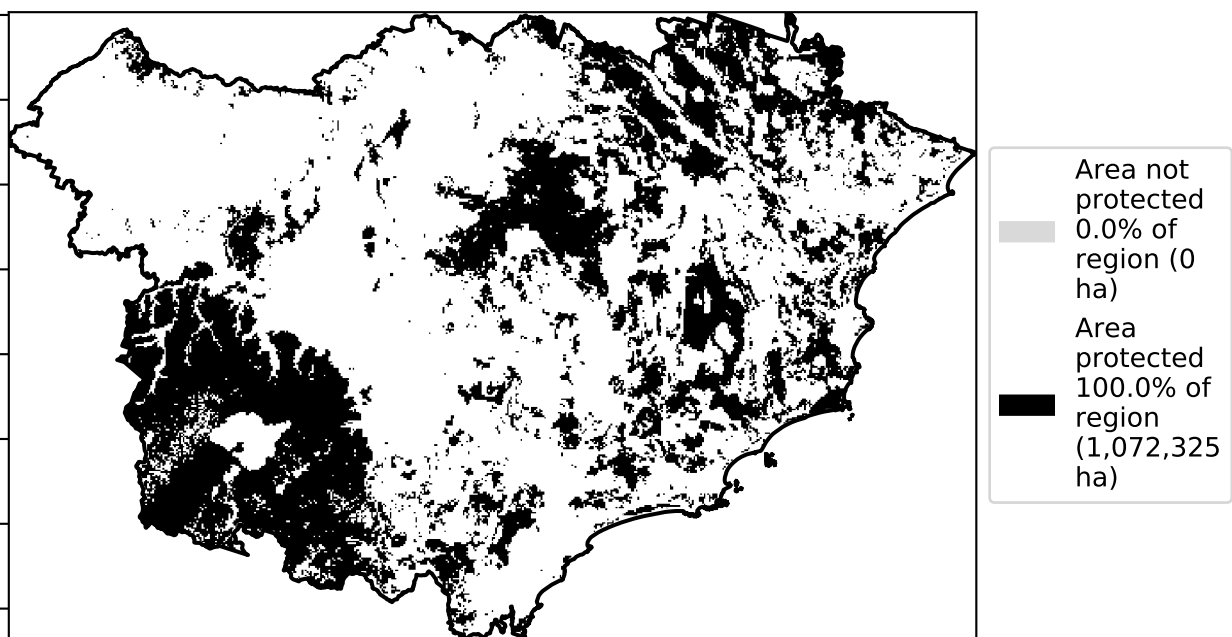 Area not
protected
0.0% of
region (0
ha)
Area
protected
100.0% of
region
(1,072,325
ha)